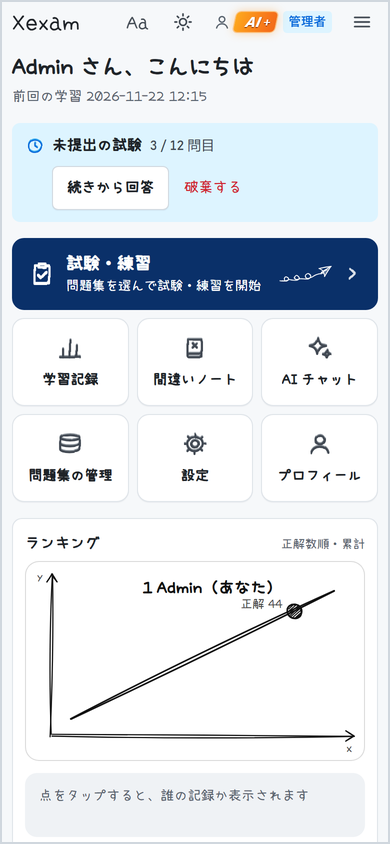 Xexam Aa AI+ 管理者
Admin さん、こんにちは
前回の学習 2026-11-22 12:15
未提出の試験 3 / 12 問目
続きから回答 破棄する
試験・練習
問題集を選んで試験・練習を開始
学習記録 間違いノート AI チャット
問題集の管理 設定 プロフィール
ランキング 正解数順・累計
y
1 Admin（あなた）
正解 44
x
点をタップすると、誰の記録か表示されます